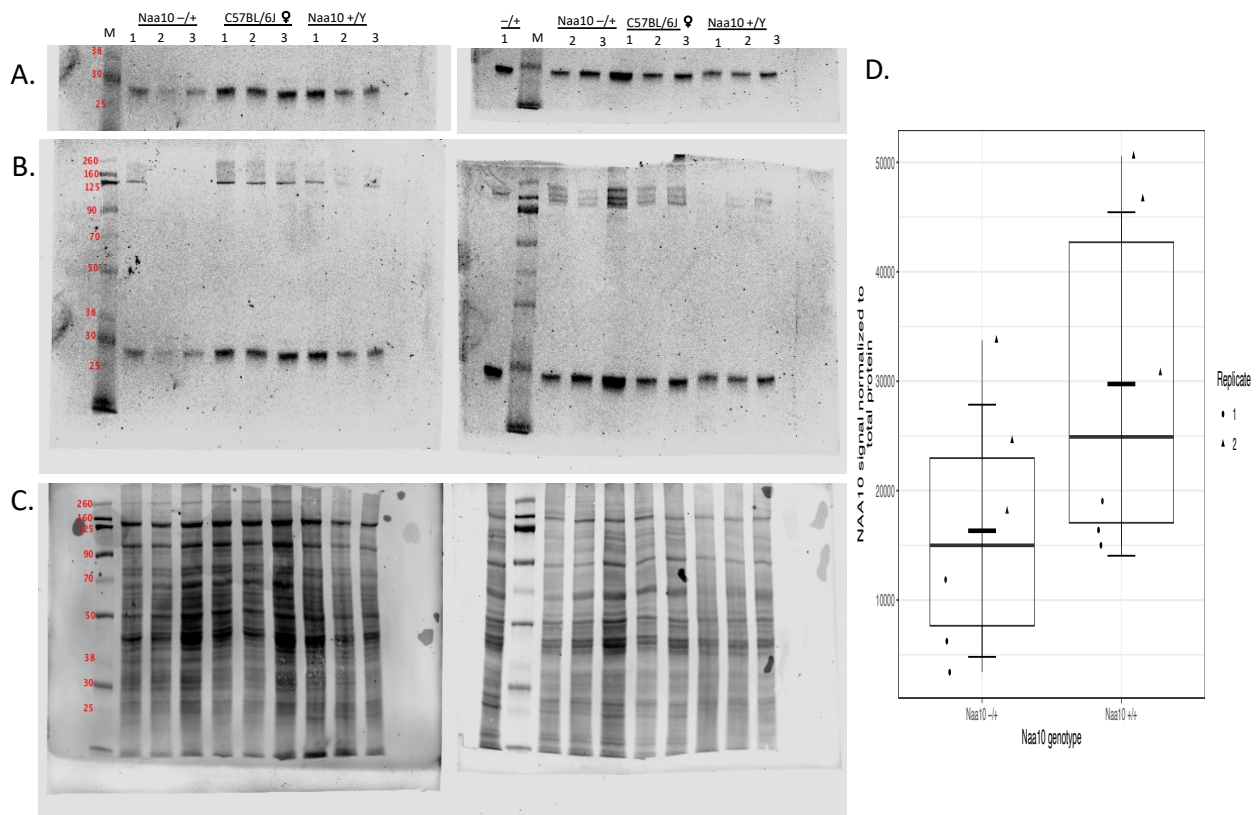 Naa10 –/+ C57BL/6J ♀ Naa10 +/Y
M 1 2 3 1 2 3 1 2 3
–/+ Naa10 –/+ C57BL/6J ♀ Naa10 +/Y
1 M 2 3 1 2 3 1 2 3
A.
38
30
25
B.
260
160
125
90
70
50
38
30
25
C.
260
160
125
90
70
50
38
30
25
D.
NAA10 signal normalized to
total protein
50000
40000
30000
20000
10000
Naa10 –/+ Naa10 +/+
Naa10 genotype
Replicate
1
2